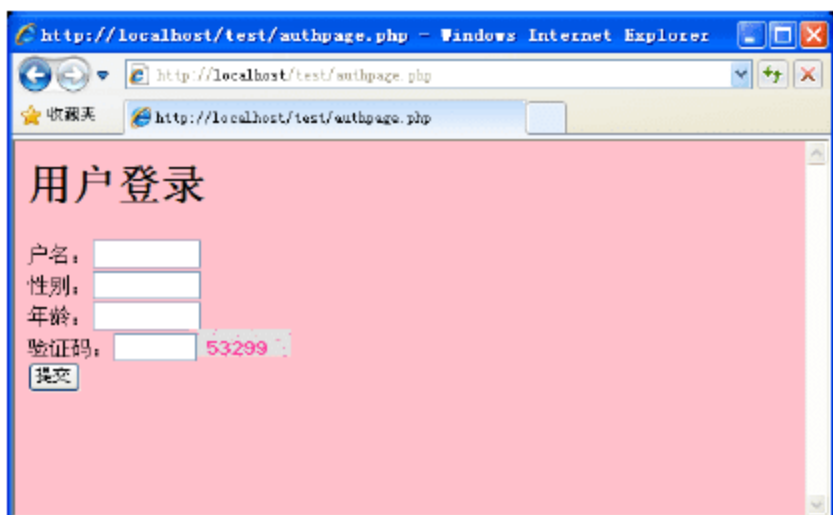 http://localhost/test/authpage.php - Windows Internet Explorer
http://localhost/test/authpage.php
收藏夹
http://localhost/test/authpage.php
用户登录
户名：
性别：
年龄：
验证码： 53299
提交